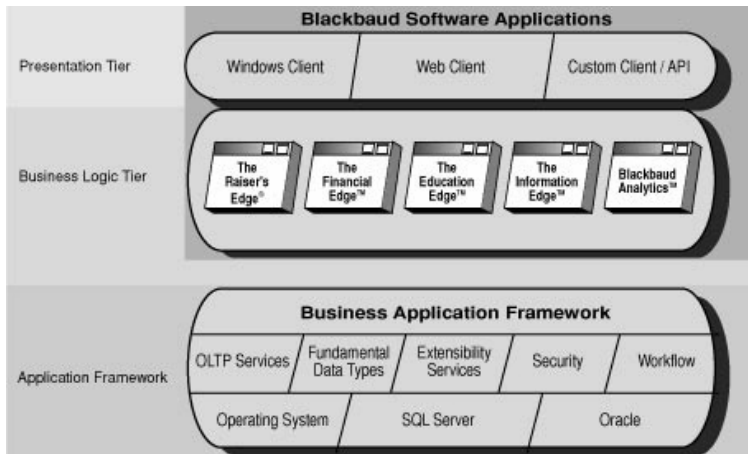 Blackbaud Software Applications
Presentation Tier
Windows Client
Web Client
Custom Client / API
Business Logic Tier
The
Raiser's
Edge®
The
Financial
Edge™
The
Education
Edge™
The
Information
Edge™
Blackbaud
Analytics℠
Application Framework
Business Application Framework
OLTP Services
Fundamental
Data Types
Extensibility
Services
Security
Workflow
Operating System
SQL Server
Oracle